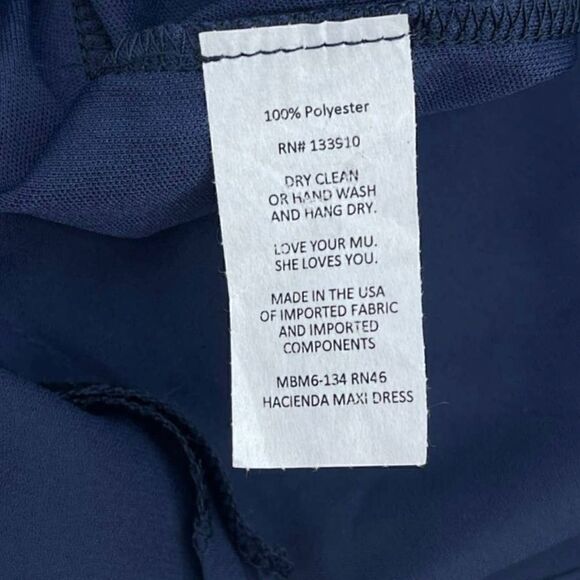 100% Polyester
RN# 133910
DRY CLEAN
OR HAND WASH
AND HANG DRY.
LOVE YOUR MU.
SHE LOVES YOU.
MADE IN THE USA
OF IMPORTED FABRIC
AND IMPORTED
COMPONENTS
MBM6-134 RN46
HACIENDA MAXI DRESS